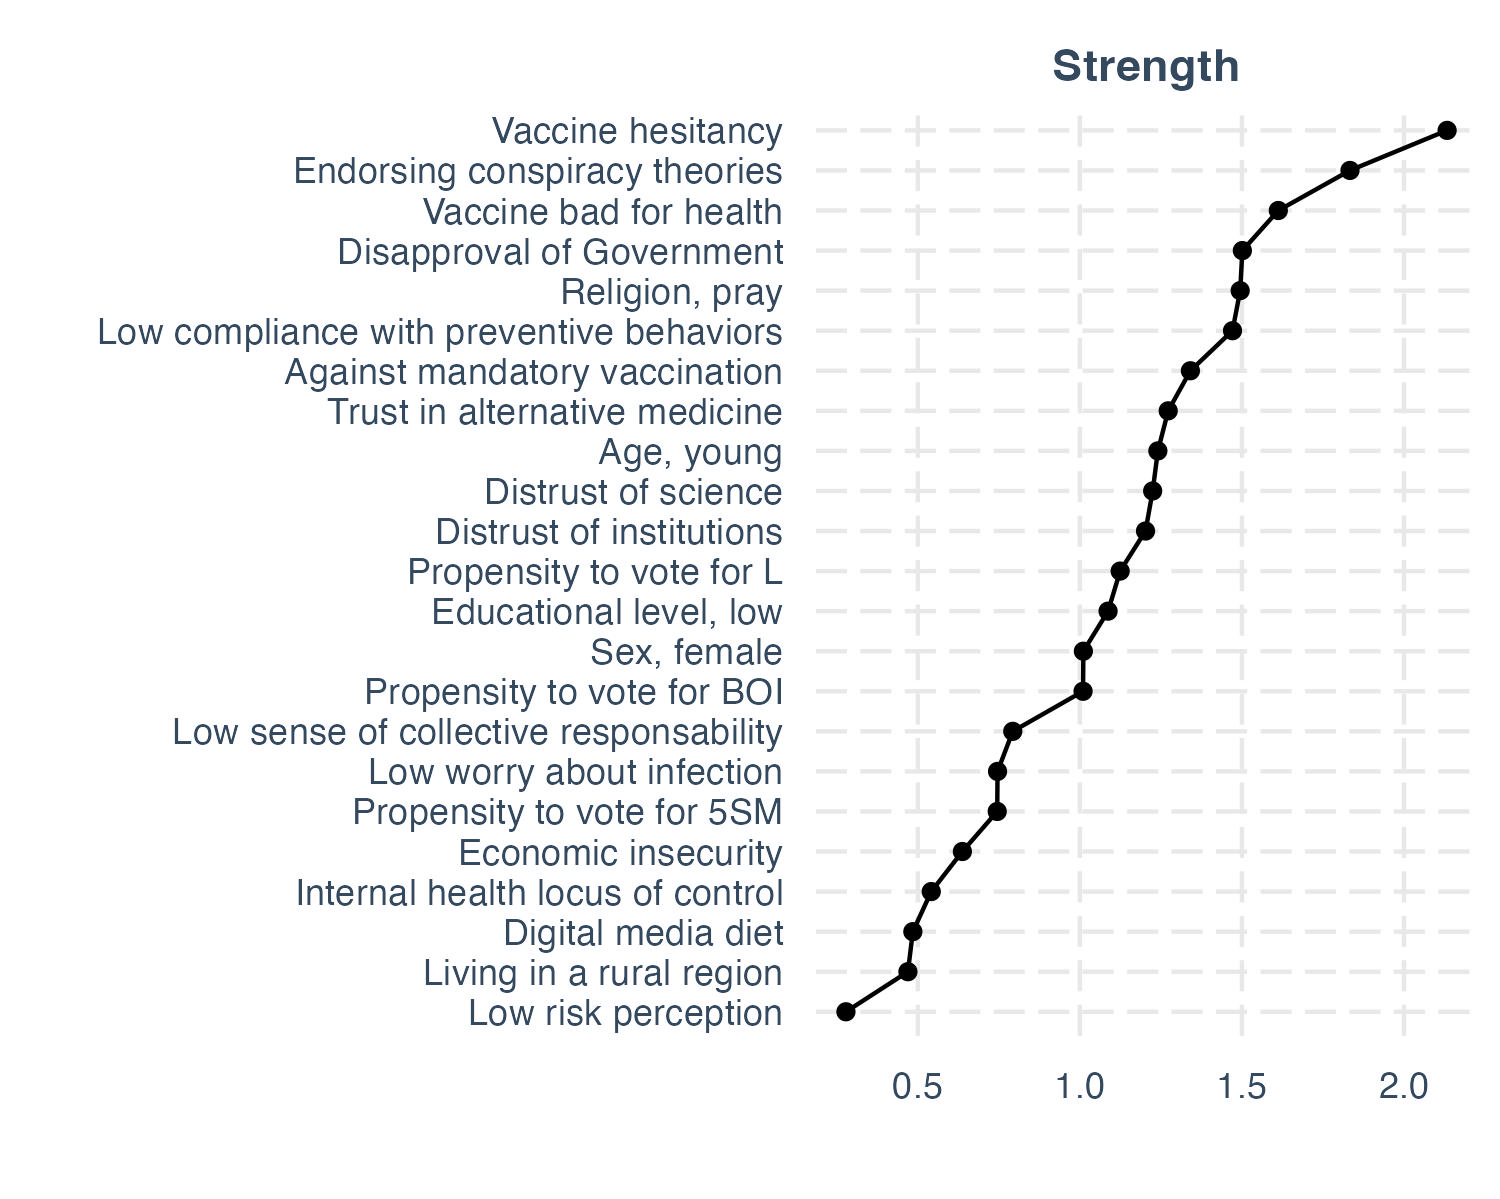 Strength
Vaccine hesitancy
Endorsing conspiracy theories
Vaccine bad for health
Disapproval of Government
Religion, pray
Low compliance with preventive behaviors
Against mandatory vaccination
Trust in alternative medicine
Age, young
Distrust of science
Distrust of institutions
Propensity to vote for L
Educational level, low
Sex, female
Propensity to vote for BOI
Low sense of collective responsability
Low worry about infection
Propensity to vote for 5SM
Economic insecurity
Internal health locus of control
Digital media diet
Living in a rural region
Low risk perception
0.5 1.0 1.5 2.0